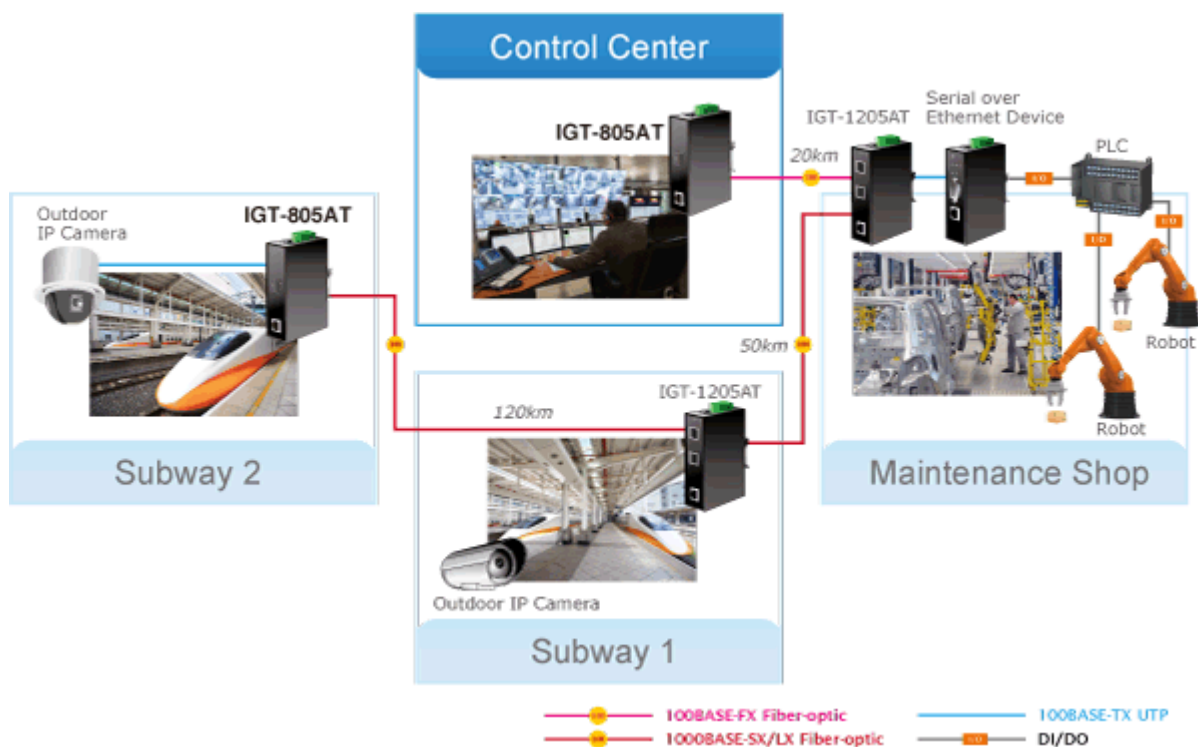 Control Center
IGT-805AT
20km
IGT-1205AT
Serial over
Ethernet Device
PLC
I/O
I/O
I/O
Robot
Robot
Maintenance Shop
Outdoor
IP Camera
IGT-805AT
Subway 2
50km
120km
IGT-1205AT
Outdoor IP Camera
Subway 1
100BASE-FX Fiber-optic
100BASE-TX UTP
1000BASE-SX/LX Fiber-optic
I/O
DI/DO